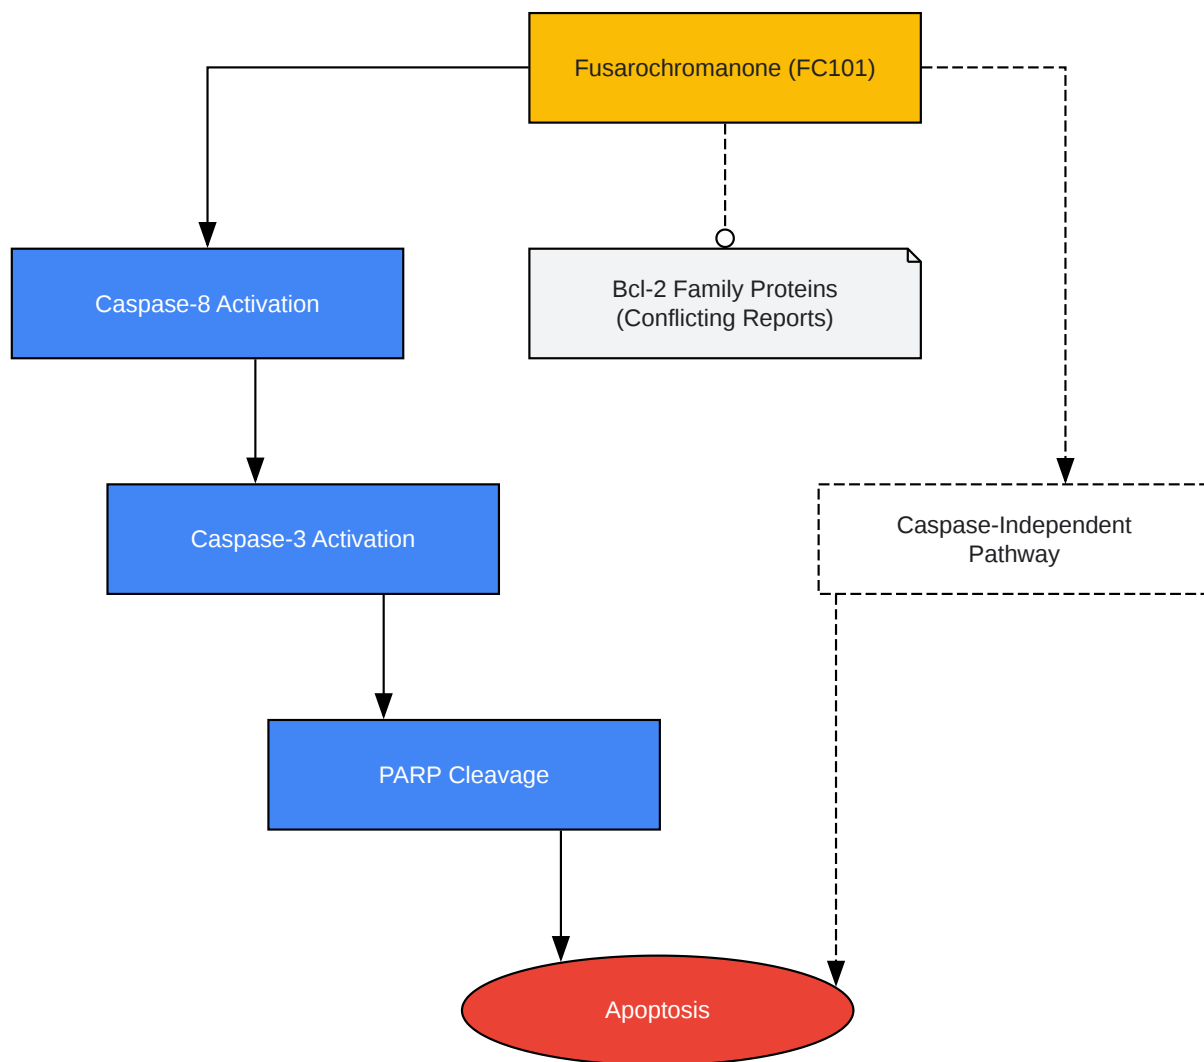 Fusarochromanone (FC101)
Caspase-8 Activation
Bcl-2 Family Proteins
(Conflicting Reports)
Caspase-3 Activation
Caspase-Independent
Pathway
PARP Cleavage
Apoptosis